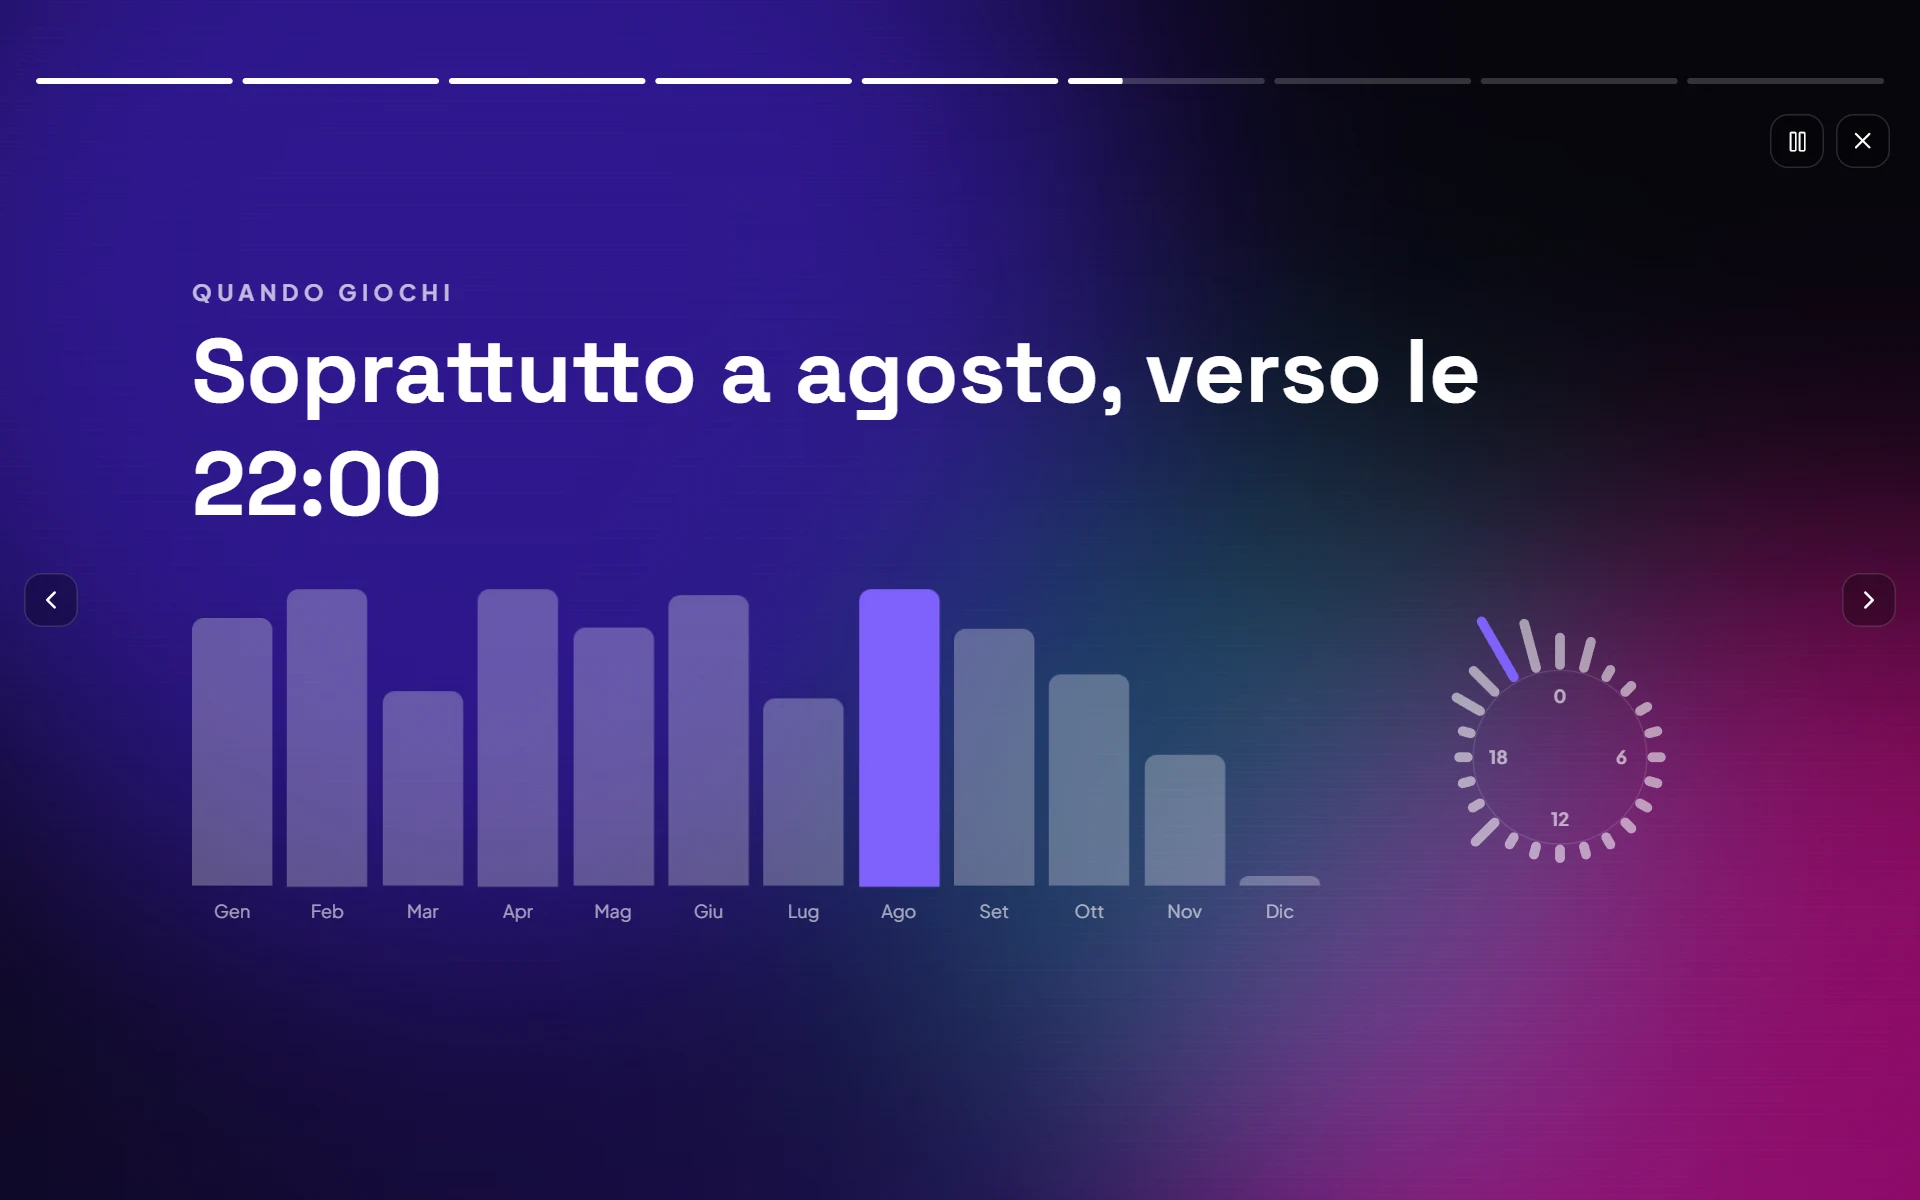 QUANDO GIOCHI
Soprattutto a agosto, verso le
22:00
0
18
6
12
Gen
Feb
Mar
Apr
Mag
Giu
Lug
Ago
Set
Ott
Nov
Dic